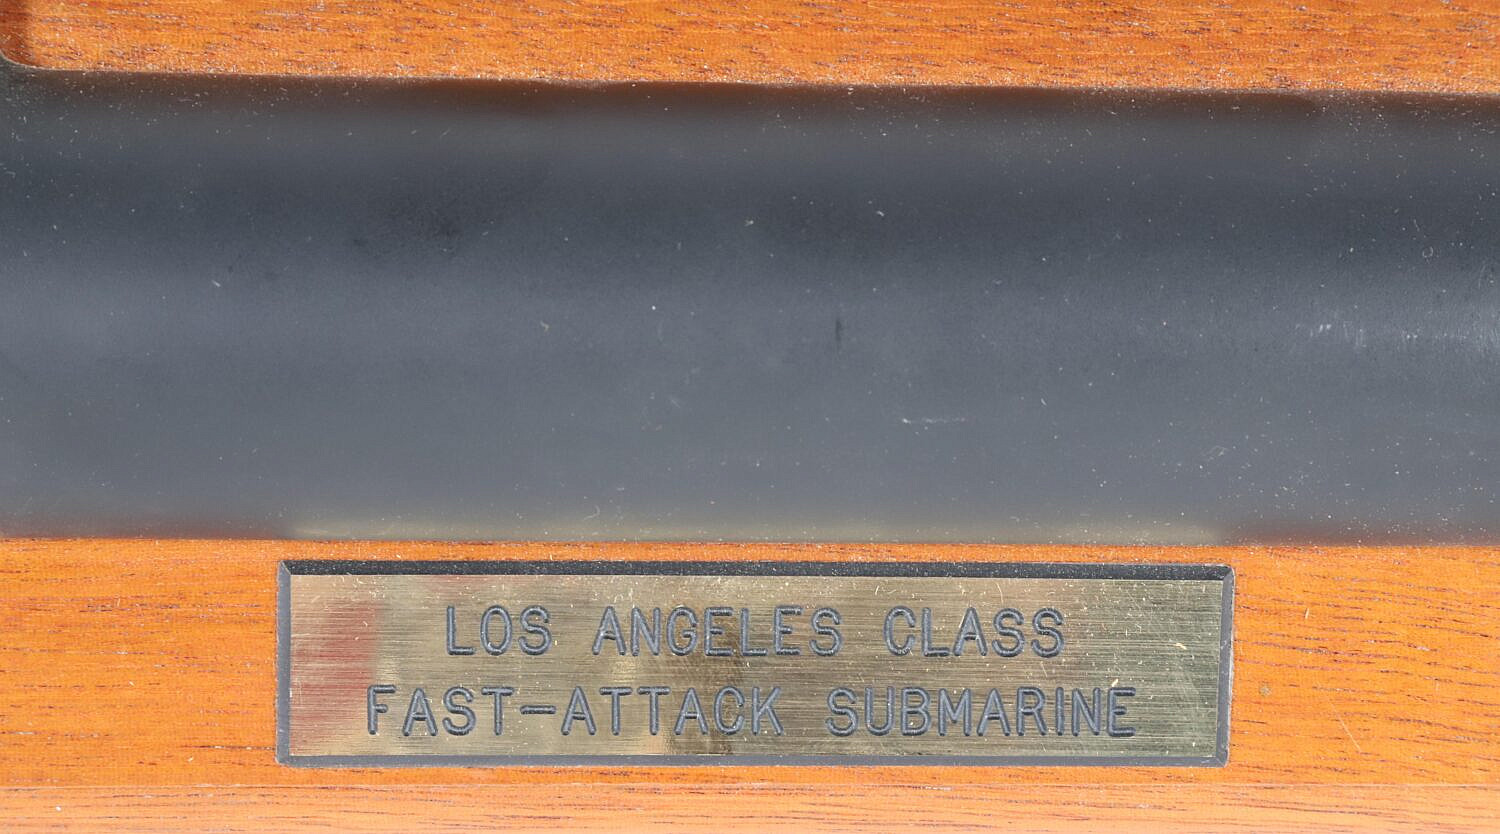 LOS ANGELES CLASS
FAST-ATTACK SUBMARINE